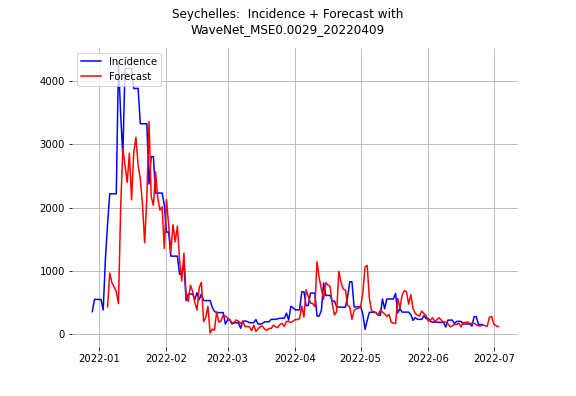 Seychelles: Incidence + Forecast with
WaveNet_MSE0.0029_20220409
Incidence
Forecast
4000
3000
2000
1000
0
2022-01 2022-02 2022-03 2022-04 2022-05 2022-06 2022-07